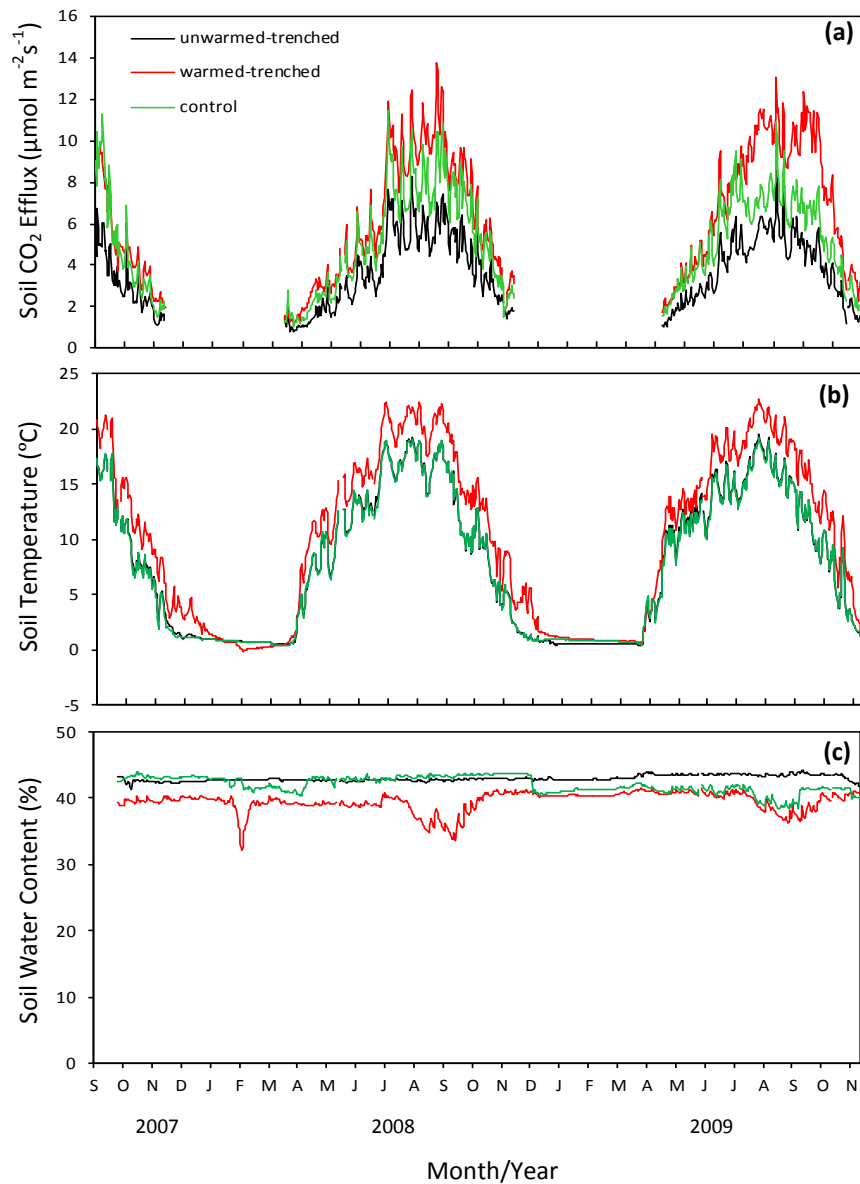 (a)
unwarmed-trenched
warmed-trenched
control
Soil CO2 Efflux (µmol m-2s-1)
16
14
12
10
8
6
4
2
0
(b)
Soil Temperature (oC)
25
20
15
10
5
0
-5
(c)
Soil Water Content (%)
50
40
30
20
10
0
S O N D J F M A M J J A S O N D J F M A M J J A S O N
2007 2008 2009
Month/Year